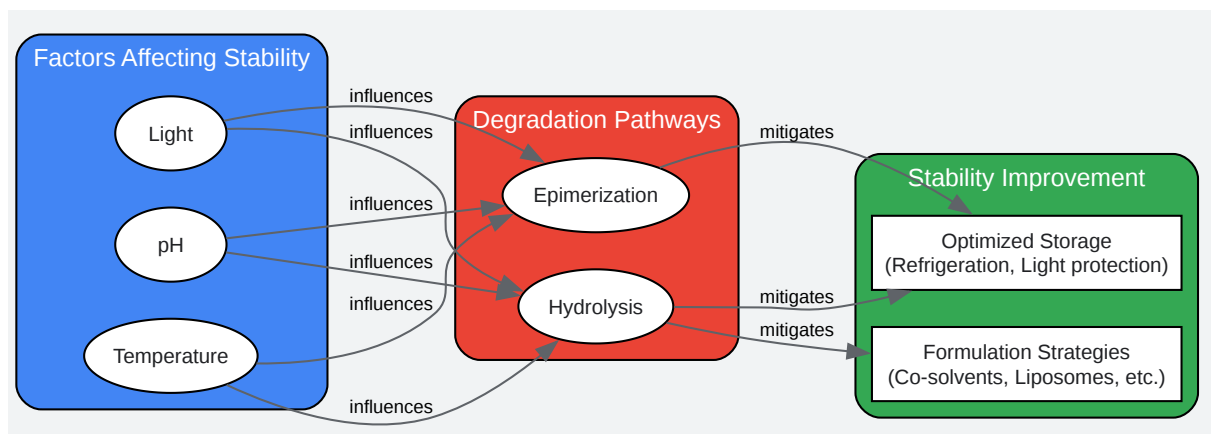 Factors Affecting Stability
Light
pH
Temperature
influences
influences
influences
influences
influences
influences
Degradation Pathways
Epimerization
Hydrolysis
mitigates
mitigates
mitigates
Stability Improvement
Optimized Storage
(Refrigeration, Light protection)
Formulation Strategies
(Co-solvents, Liposomes, etc.)